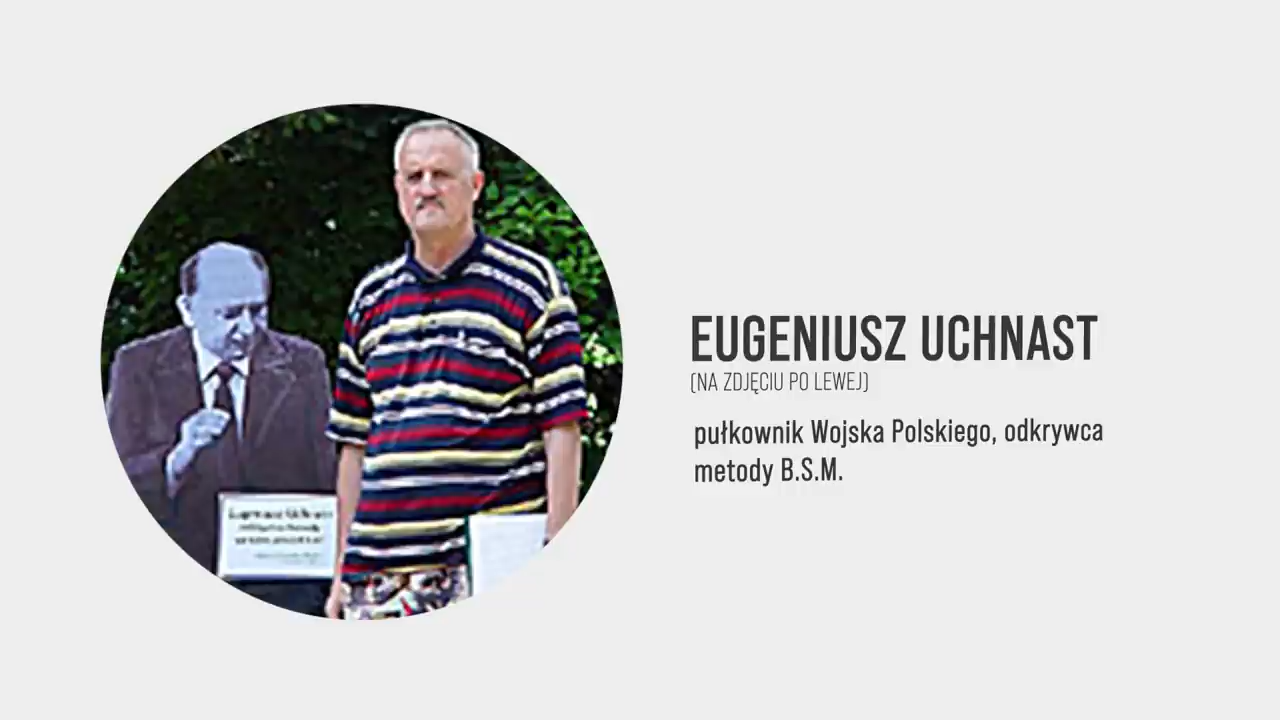 EUGENIUSZ UCHNAST
(NA ZDJĘCIU PO LEWEJ)
pułkownik Wojska Polskiego, odkrywca
metody B.S.M.